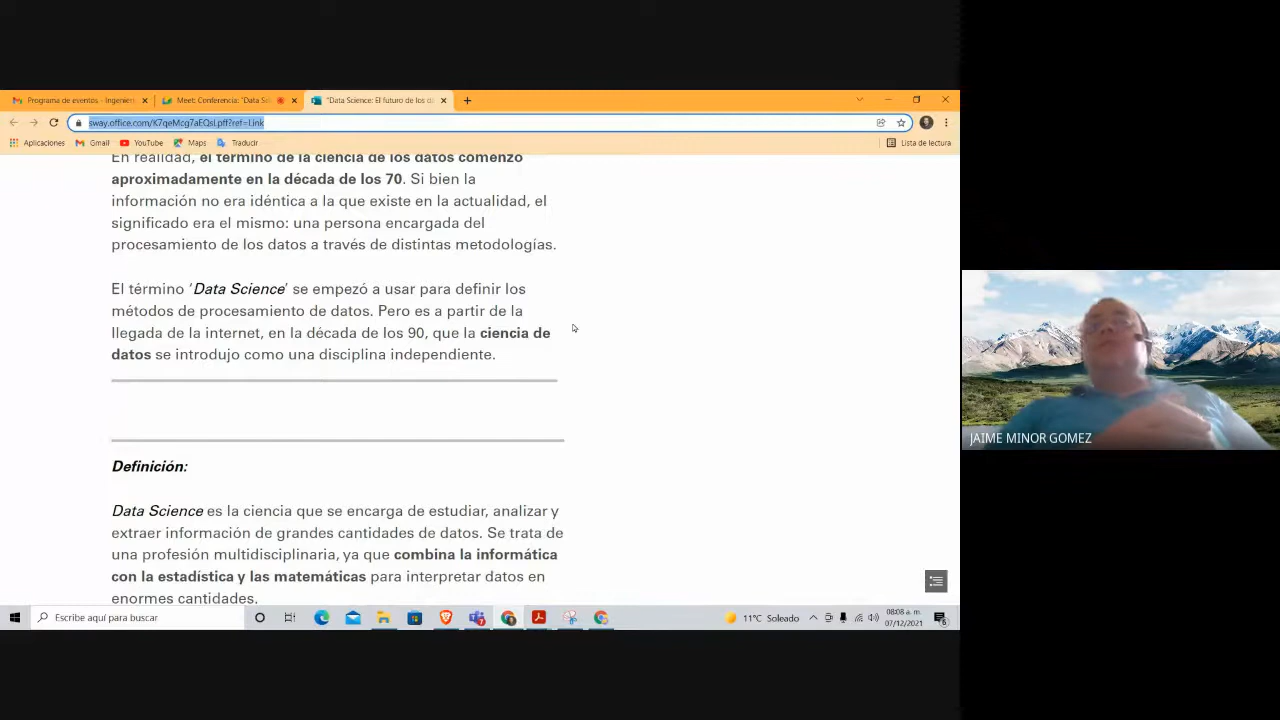 Programa de eventos - Ingenier
Meet: Conferencia: "Data Sc
"Data Science: El futuro de los da
sway.office.com/K7qeMcg7aEQsLpff?ref=Link
Aplicaciones Gmail YouTube Maps Traducir Lista de lectura
En realidad, el término de la ciencia de los datos comenzó
aproximadamente en la década de los 70. Si bien la
información no era idéntica a la que existe en la actualidad, el
significado era el mismo: una persona encargada del
procesamiento de los datos a través de distintas metodologías.
El término ‘Data Science’ se empezó a usar para definir los
métodos de procesamiento de datos. Pero es a partir de la
llegada de la internet, en la década de los 90, que la ciencia de
datos se introdujo como una disciplina independiente.
Definición:
Data Science es la ciencia que se encarga de estudiar, analizar y
extraer información de grandes cantidades de datos. Se trata de
una profesión multidisciplinaria, ya que combina la informática
con la estadística y las matemáticas para interpretar datos en
enormes cantidades.
JAIME MINOR GOMEZ
Escribe aquí para buscar
11°C Soleado
08:08 a. m.
07/12/2021